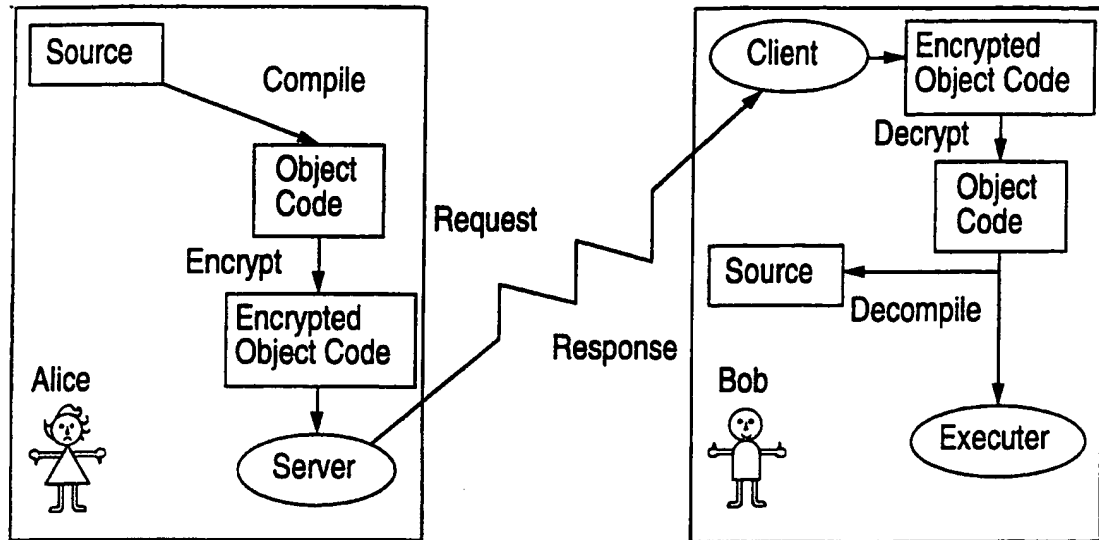 Source
Compile
Object
Code
Encrypt
Encrypted
Object Code
Alice
Server
Request
Response
Client
Encrypted
Object Code
Decrypt
Object
Code
Source
Decompile
Bob
Executer